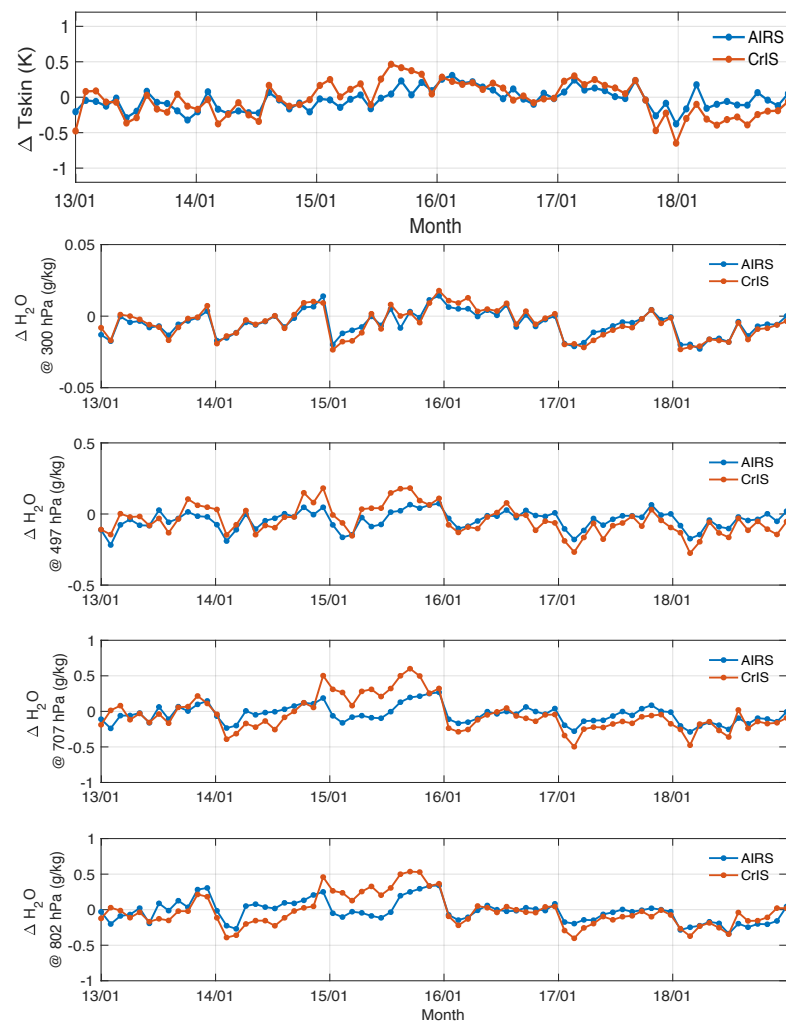 Δ Tskin (K)
1
0.5
0
-0.5
-1
AIRS
CrIS
13/01 14/01 15/01 16/01 17/01 18/01
Month
Δ H₂O
@ 300 hPa (g/kg)
0.05
0
-0.05
AIRS
CrIS
13/01 14/01 15/01 16/01 17/01 18/01
Δ H₂O
@ 497 hPa (g/kg)
0.5
0
-0.5
AIRS
CrIS
13/01 14/01 15/01 16/01 17/01 18/01
Δ H₂O
@ 707 hPa (g/kg)
1
0.5
0
-0.5
-1
AIRS
CrIS
13/01 14/01 15/01 16/01 17/01 18/01
Δ H₂O
@ 802 hPa (g/kg)
1
0.5
0
-0.5
-1
AIRS
CrIS
13/01 14/01 15/01 16/01 17/01 18/01
Month